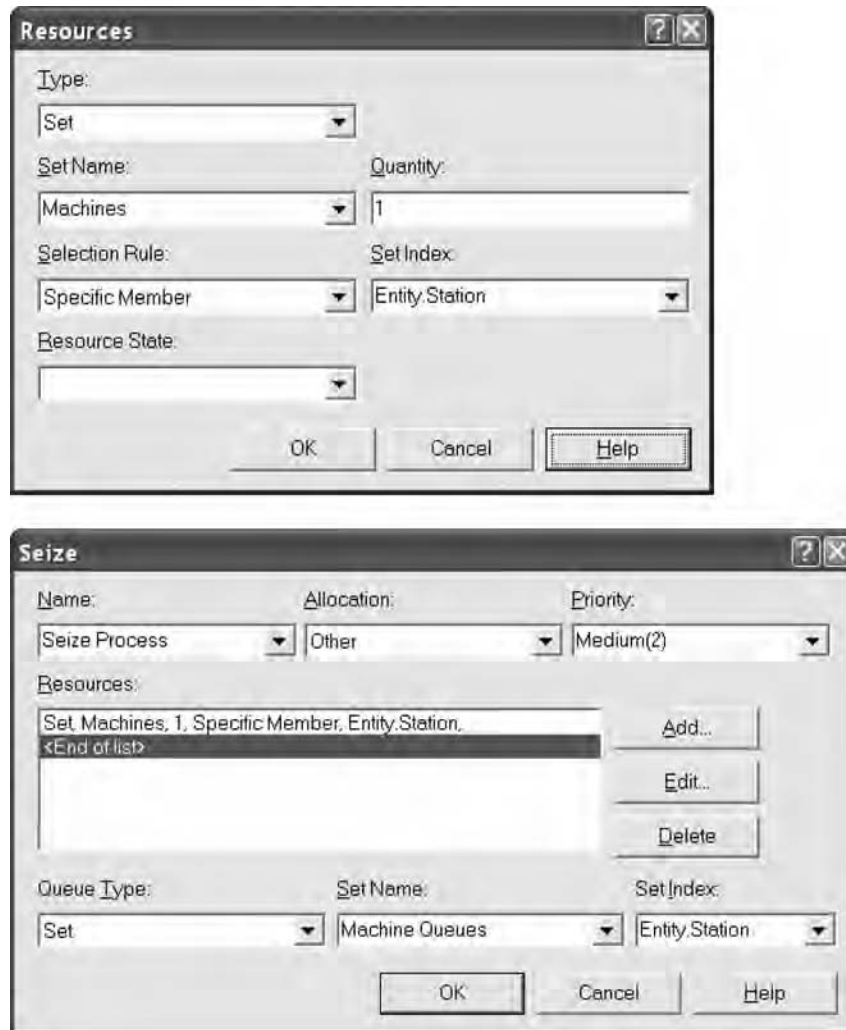 Resources
Type:
Set
Set Name: Quantity:
Machines 1
Selection Rule: Set Index:
Specific Member Entity.Station
Resource State:
OK Cancel Help
Seize
Name: Allocation: Priority:
Seize Process Other Medium(2)
Resources:
Set, Machines, 1, Specific Member, Entity.Station,
<End of list>
Add...
Edit...
Delete
Queue Type: Set Name: Set Index:
Set Machine Queues Entity.Station
OK Cancel Help